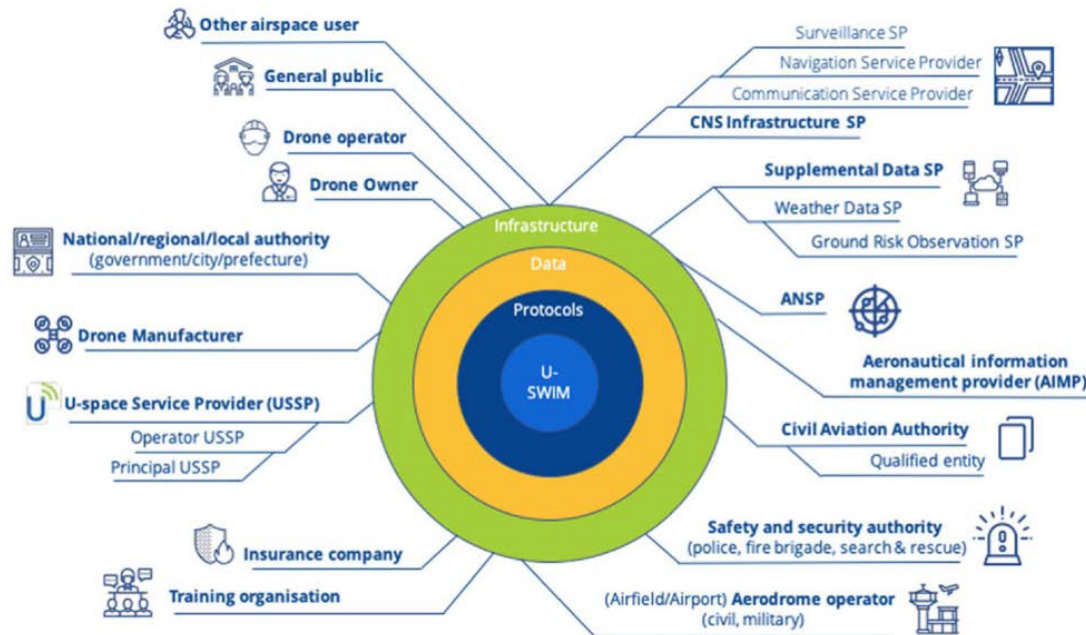 Other airspace user
General public
Drone operator
Drone Owner
National/regional/local authority
(government/city/prefecture)
Drone Manufacturer
U
U-space Service Provider (USSP)
Operator USSP
Principal USSP
Insurance company
Training organisation
Infrastructure
Data
Protocols
U-
SWIM
Surveillance SP
Navigation Service Provider
Communication Service Provider
CNS Infrastructure SP
Supplemental Data SP
Weather Data SP
Ground Risk Observation SP
ANSP
Aeronautical information
management provider (AIMP)
Civil Aviation Authority
Qualified entity
Safety and security authority
(police, fire brigade, search & rescue)
(Airfield/Airport) Aerodrome operator
(civil, military)